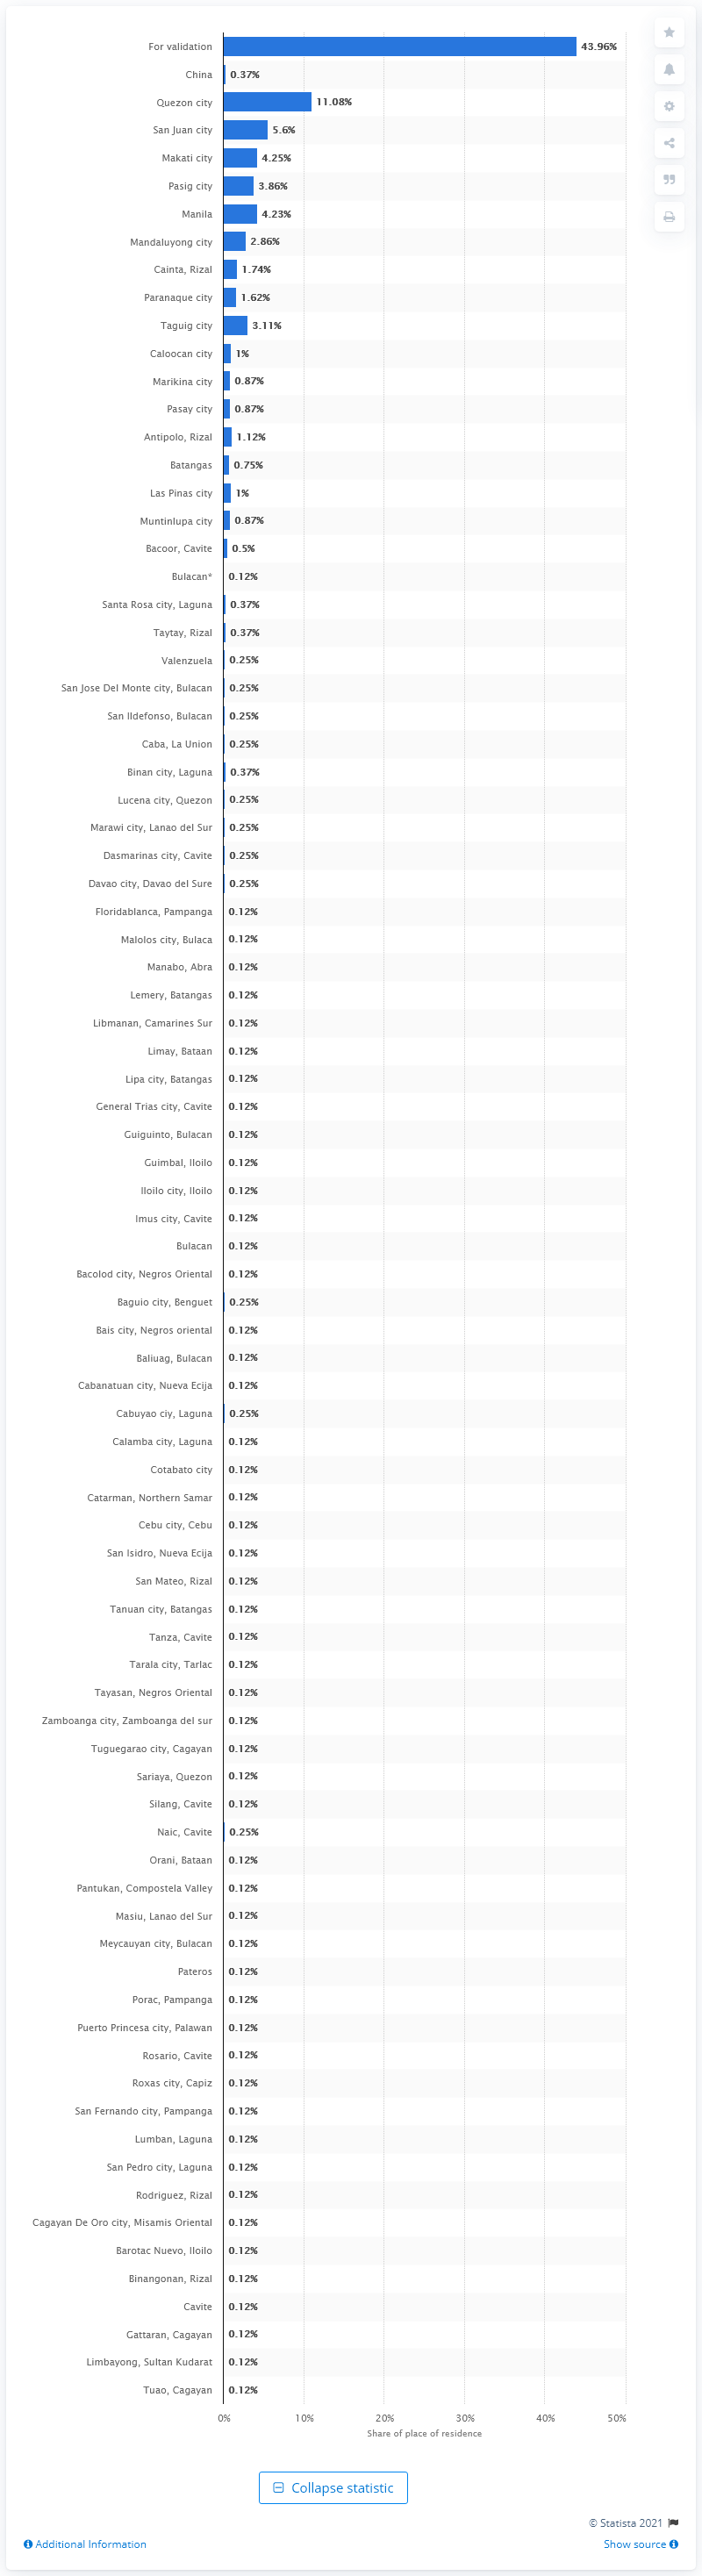 For validation 43.96%
China 0.37%
Quezon city 11.08%
San Juan city 5.6%
Makati city 4.25%
Pasig city 3.86%
Manila 4.23%
Mandaluyong city 2.86%
Cainta, Rizal 1.74%
Paranaque city 1.62%
Taguig city 3.11%
Caloocan city 1%
Marikina city 0.87%
Pasay city 0.87%
Antipolo, Rizal 1.12%
Batangas 0.75%
Las Pinas city 1%
Muntinlupa city 0.87%
Bacoor, Cavite 0.5%
Bulacan* 0.12%
Santa Rosa city, Laguna 0.37%
Taytay, Rizal 0.37%
Valenzuela 0.25%
San Jose Del Monte city, Bulacan 0.25%
San Ildefonso, Bulacan 0.25%
Caba, La Union 0.25%
Binan city, Laguna 0.37%
Lucena city, Quezon 0.25%
Marawi city, Lanao del Sur 0.25%
Dasmarinas city, Cavite 0.25%
Davao city, Davao del Sure 0.25%
Floridablanca, Pampanga 0.12%
Malolos city, Bulaca 0.12%
Manabo, Abra 0.12%
Lemery, Batangas 0.12%
Libmanan, Camarines Sur 0.12%
Limay, Bataan 0.12%
Lipa city, Batangas 0.12%
General Trias city, Cavite 0.12%
Guiguinto, Bulacan 0.12%
Guimbal, Iloilo 0.12%
Iloilo city, Iloilo 0.12%
Imus city, Cavite 0.12%
Bulacan 0.12%
Bacolod city, Negros Oriental 0.12%
Baguio city, Benguet 0.25%
Bais city, Negros oriental 0.12%
Baliuag, Bulacan 0.12%
Cabanatuan city, Nueva Ecija 0.12%
Cabuyao ciy, Laguna 0.25%
Calamba city, Laguna 0.12%
Cotabato city 0.12%
Catarman, Northern Samar 0.12%
Cebu city, Cebu 0.12%
San Isidro, Nueva Ecija 0.12%
San Mateo, Rizal 0.12%
Tanuan city, Batangas 0.12%
Tanza, Cavite 0.12%
Tarala city, Tarlac 0.12%
Tayasan, Negros Oriental 0.12%
Zamboanga city, Zamboanga del sur 0.12%
Tuguegarao city, Cagayan 0.12%
Sariaya, Quezon 0.12%
Silang, Cavite 0.12%
Naic, Cavite 0.25%
Orani, Bataan 0.12%
Pantukan, Compostela Valley 0.12%
Masiu, Lanao del Sur 0.12%
Meycauyan city, Bulacan 0.12%
Pateros 0.12%
Porac, Pampanga 0.12%
Puerto Princesa city, Palawan 0.12%
Rosario, Cavite 0.12%
Roxas city, Capiz 0.12%
San Fernando city, Pampanga 0.12%
Lumban, Laguna 0.12%
San Pedro city, Laguna 0.12%
Rodriguez, Rizal 0.12%
Cagayan De Oro city, Misamis Oriental 0.12%
Barotac Nuevo, Iloilo 0.12%
Binangonan, Rizal 0.12%
Cavite 0.12%
Gattaran, Cagayan 0.12%
Limbayong, Sultan Kudarat 0.12%
Tuao, Cagayan 0.12%
0% 10% 20% 30% 40% 50%
Share of place of residence
Collapse statistic
© Statista 2021
Additional Information Show source